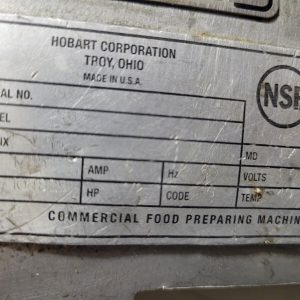 HOBART CORPORATION
TROY, OHIO
MADE IN U.S.A.
AL NO.
EL
IX
MD
AMP Hz VOLTS
HP CODE TEMP
NSF
COMMERCIAL FOOD PREPARING MACHIN